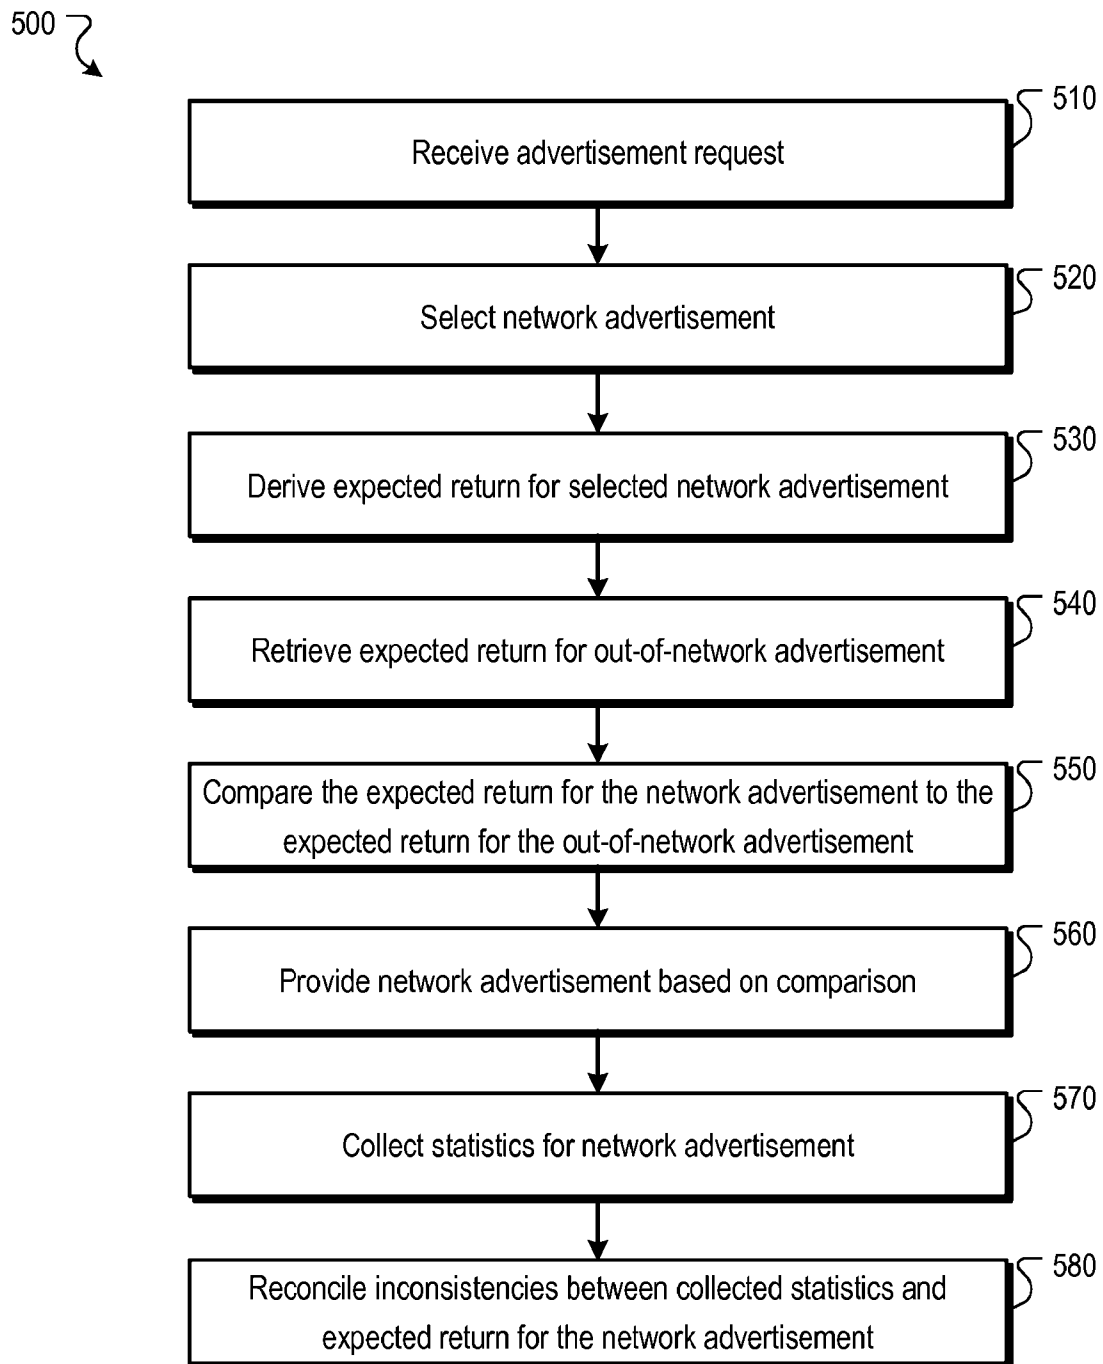 500
510
Receive advertisement request
520
Select network advertisement
530
Derive expected return for selected network advertisement
540
Retrieve expected return for out-of-network advertisement
550
Compare the expected return for the network advertisement to the
expected return for the out-of-network advertisement
560
Provide network advertisement based on comparison
570
Collect statistics for network advertisement
580
Reconcile inconsistencies between collected statistics and
expected return for the network advertisement